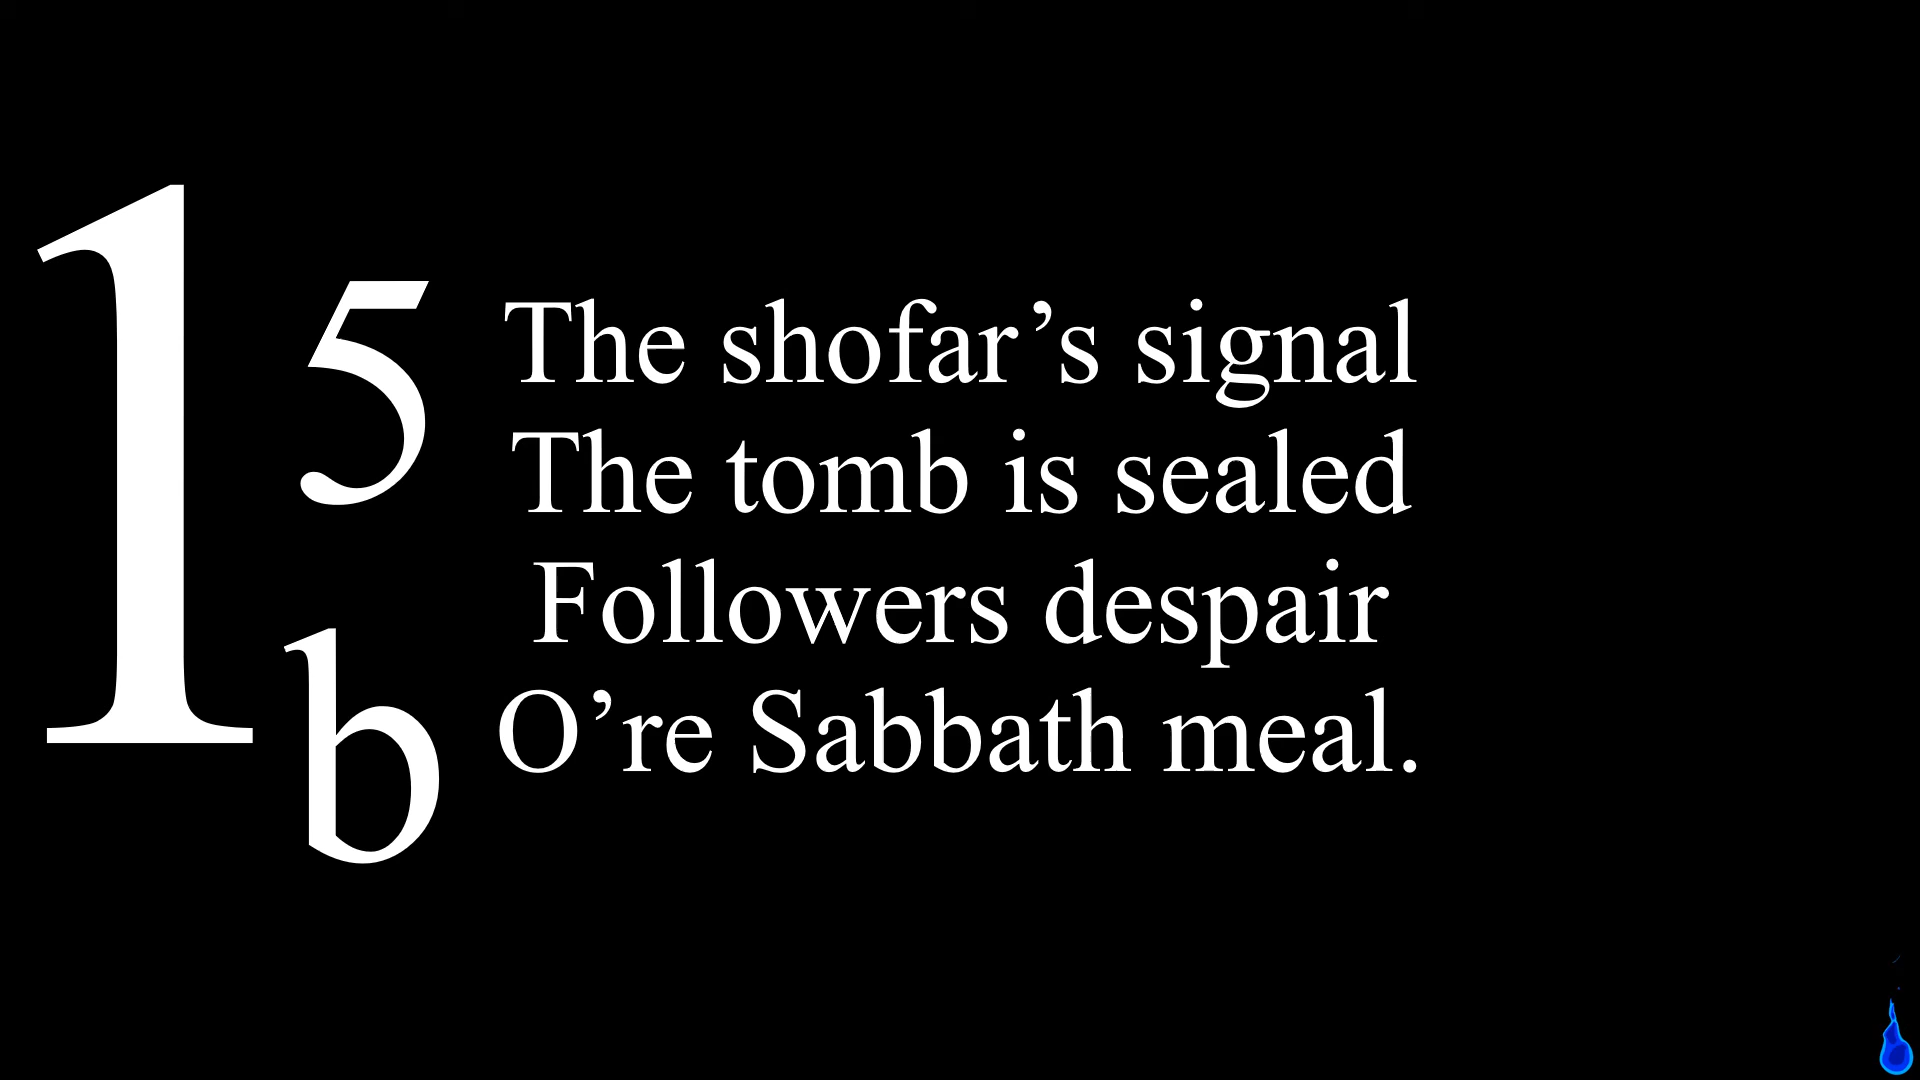 1
5
b
The shofar’s signal
The tomb is sealed
Followers despair
O’re Sabbath meal.